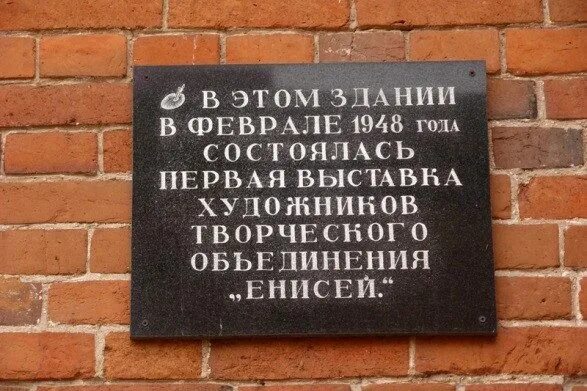 В ЭТОМ ЗДАНИИ
В ФЕВРАЛЕ 1948 ГОДА
СОСТОЯЛАСЬ
ПЕРВАЯ ВЫСТАВКА
ХУДОЖНИКОВ
ТВОРЧЕСКОГО
ОБЪЕДИНЕНИЯ
„ЕНИСЕЙ.“